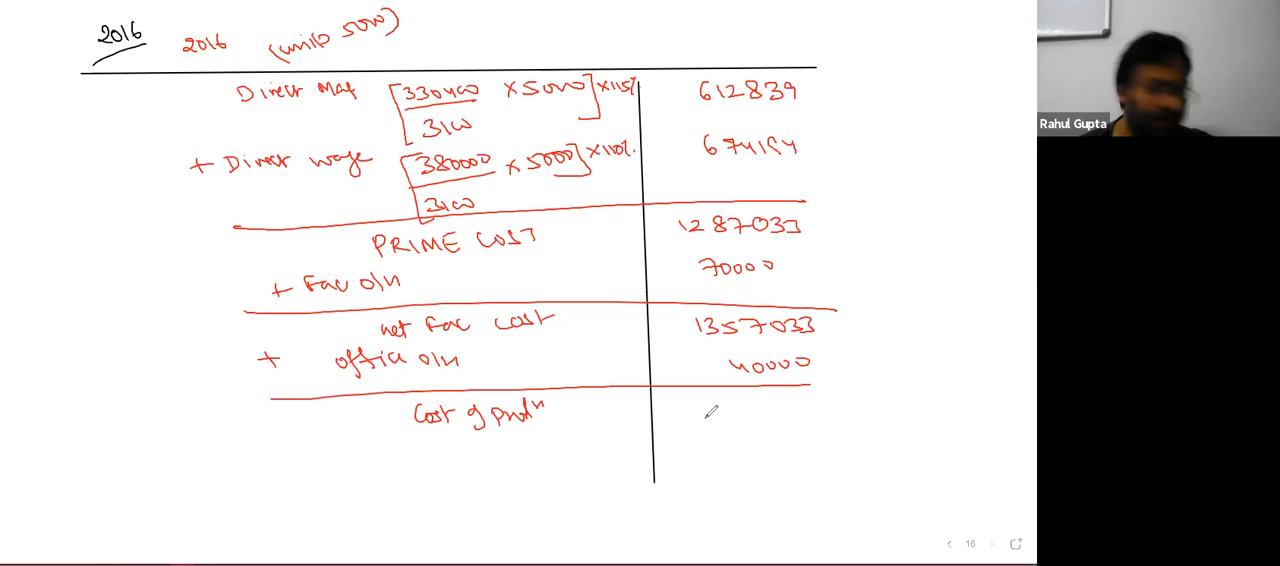 2016 2016 (units 5000)
Direct Mat [330400/3100 × 5000] × 115% 612839
+ Direct wage [380000/3100 × 5000] × 110% 674194
PRIME COST 1287033
+ Fac o/h 70000
net Fac cost 1357033
+ office o/h 40000
Cost of Prodn
Rahul Gupta
16